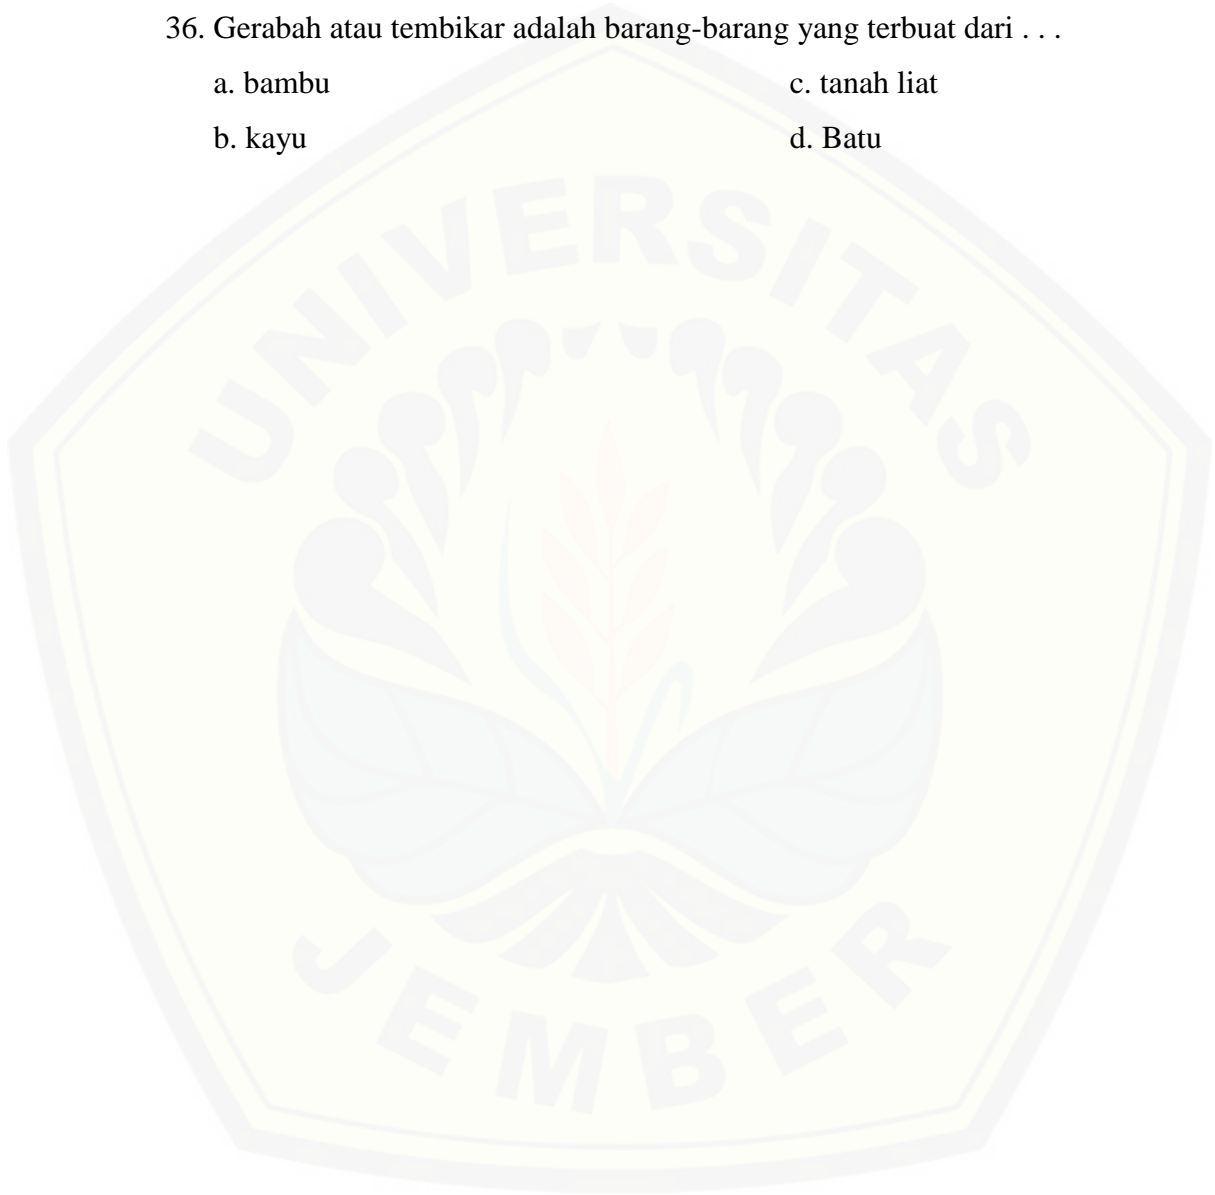 36. Gerabah atau tembikar adalah barang-barang yang terbuat dari . . .
a. bambu c. tanah liat
b. kayu d. Batu
UNIVERSITAS
JEMBER